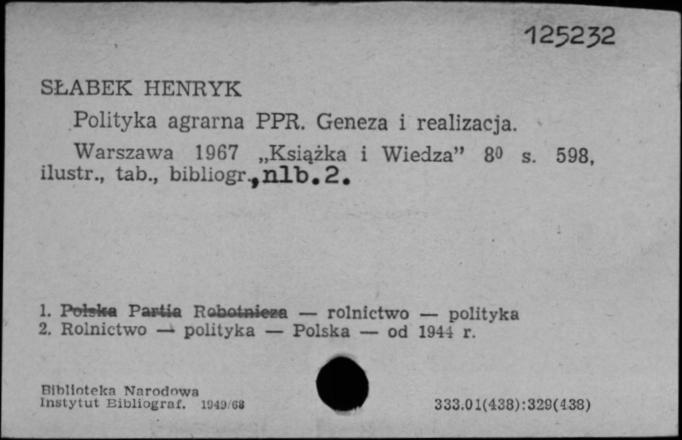 125232
SŁABEK HENRYK
Polityka agrarna PPR. Geneza i realizacja.
Warszawa 1967 „Książka i Wiedza” 8⁰ s. 598,
ilustr., tab., bibliogr., nlb. 2.
1. Polska Partia Robotnicza — rolnictwo — polityka
2. Rolnictwo — polityka — Polska — od 1944 r.
Biblioteka Narodowa
Instytut Bibliograf. 1949/68
333.01(438):329(438)